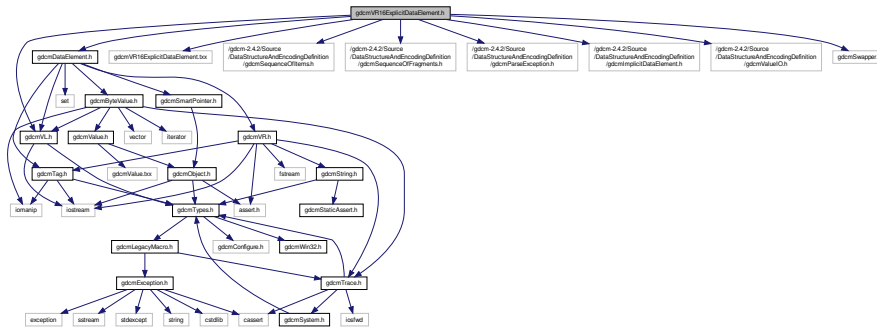 gdcmVR16ExplicitDataElement.h
gdcmDataElement.h
gdcmVR16ExplicitDataElement.txx
/gdcm-2.4.2/Source
/DataStructureAndEncodingDefinition
/gdcmSequenceOfItems.h
/gdcm-2.4.2/Source
/DataStructureAndEncodingDefinition
/gdcmSequenceOfFragments.h
/gdcm-2.4.2/Source
/DataStructureAndEncodingDefinition
/gdcmParseException.h
/gdcm-2.4.2/Source
/DataStructureAndEncodingDefinition
/gdcmImplicitDataElement.h
/gdcm-2.4.2/Source
/DataStructureAndEncodingDefinition
/gdcmValueIO.h
gdcmSwapper.
set
gdcmByteValue.h
gdcmSmartPointer.h
gdcmVL.h
gdcmValue.h
vector
iterator
gdcmVR.h
gdcmTag.h
gdcmValue.txx
gdcmObject.h
fstream
gdcmString.h
iomanip
iostream
gdcmTypes.h
assert.h
gdcmStaticAssert.h
gdcmLegacyMacro.h
gdcmConfigure.h
gdcmWin32.h
gdcmException.h
gdcmTrace.h
exception
sstream
stdexcept
string
cstdlib
cassert
gdcmSystem.h
iosfwd